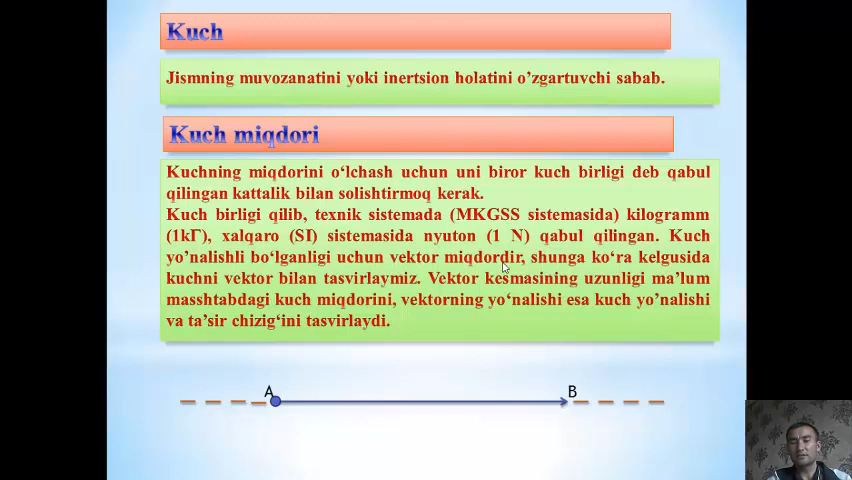 Kuch
Jismning muvozanatini yoki inertsion holatini o’zgartuvchi sabab.
Kuch miqdori
Kuchning miqdorini o‘lchash uchun uni biror kuch birligi deb qabul
qilingan kattalik bilan solishtirmoq kerak.
Kuch birligi qilib, texnik sistemada (MKGSS sistemasida) kilogramm
(1kГ), xalqaro (SI) sistemasida nyuton (1 N) qabul qilingan. Kuch
yo’nalishli bo‘lganligi uchun vektor miqdordir, shunga ko‘ra kelgusida
kuchni vektor bilan tasvirlaymiz. Vektor kesmasining uzunligi ma’lum
masshtabdagi kuch miqdorini, vektorning yo‘nalishi esa kuch yo’nalishi
va ta’sir chizig‘ini tasvirlaydi.
A B